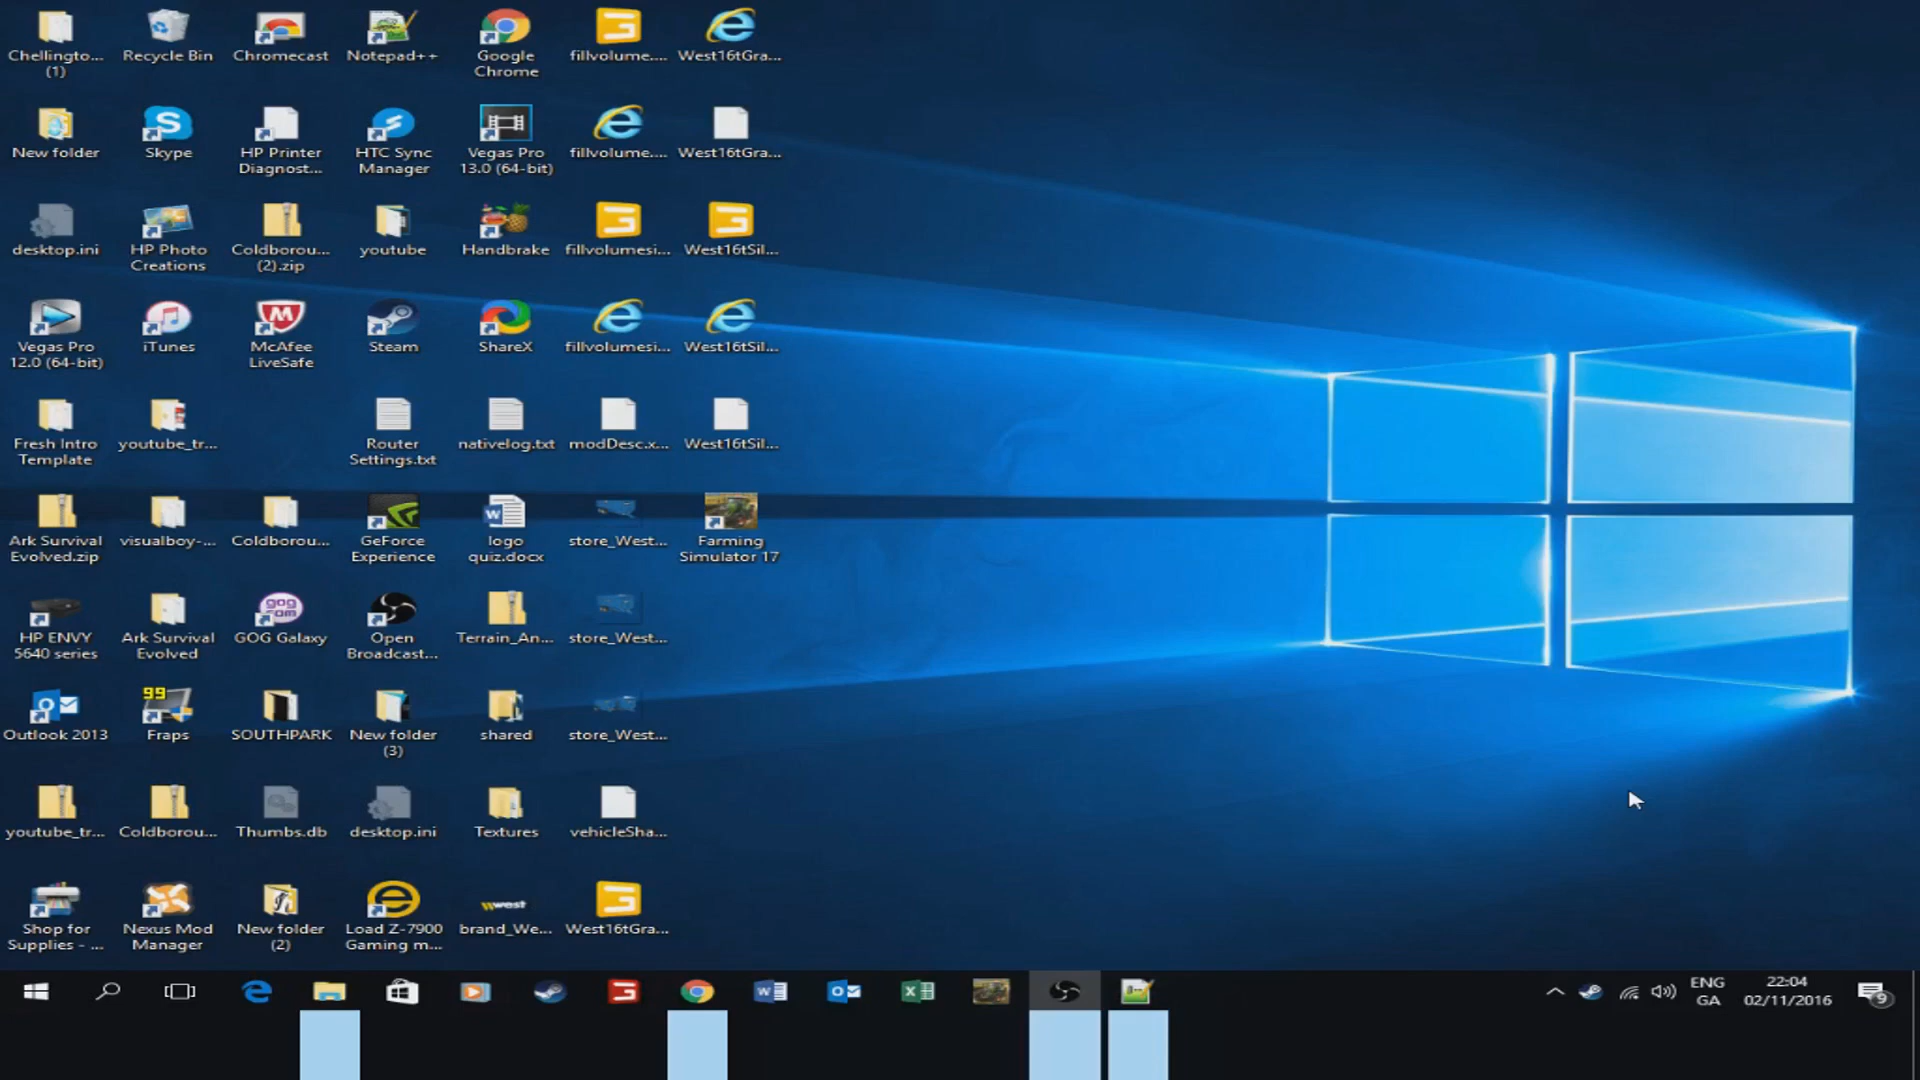 Chellingto...
(1)
Recycle Bin
Chromecast
Notepad++
Google
Chrome
fillvolume....
West16tGra...
New folder
Skype
HP Printer
Diagnost...
HTC Sync
Manager
Vegas Pro
13.0 (64-bit)
fillvolume....
West16tGra...
desktop.ini
HP Photo
Creations
Coldborou...
(2).zip
youtube
Handbrake
fillvolumesi...
West16tSil...
Vegas Pro
12.0 (64-bit)
iTunes
McAfee
LiveSafe
Steam
ShareX
fillvolumesi...
West16tSil...
Fresh Intro
Template
youtube_tr...
Router
Settings.txt
nativelog.txt
modDesc.x...
West16tSil...
Ark Survival
Evolved.zip
visualboy-...
Coldborou...
GeForce
Experience
logo
quiz.docx
store_West...
Farming
Simulator 17
HP ENVY
5640 series
Ark Survival
Evolved
gog
com
GOG Galaxy
Open
Broadcast...
Terrain_An...
store_West...
Outlook 2013
99
Fraps
SOUTHPARK
New folder
(3)
shared
store_West...
youtube_tr...
Coldborou...
Thumbs.db
desktop.ini
Textures
vehicleSha...
Shop for
Supplies - ...
Nexus Mod
Manager
New folder
(2)
Load Z-7900
Gaming m...
west
brand_We...
West16tGra...
ENG
GA
22:04
02/11/2016
9